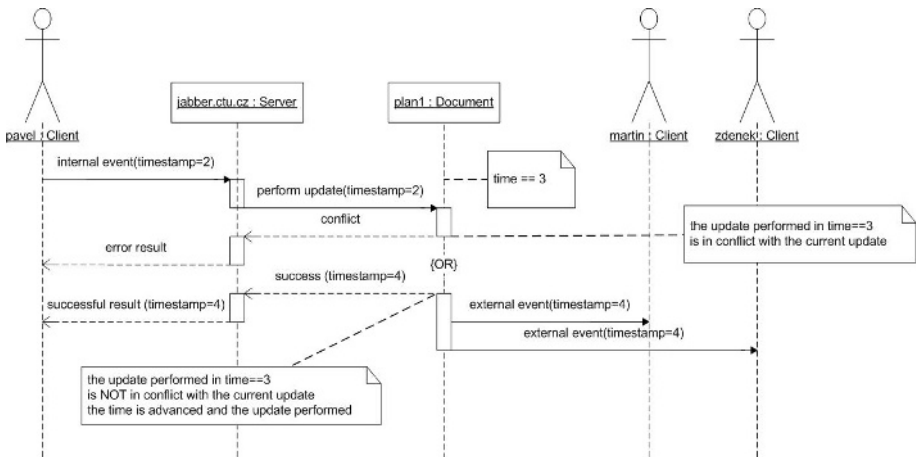 jabber.ctu.cz : Server
plan1 : Document
pavel : Client
martin : Client
zdenek : Client
internal event(timestamp=2)
time == 3
perform update(timestamp=2)
conflict
the update performed in time==3
is in conflict with the current update
error result
{OR}
success (timestamp=4)
successful result (timestamp=4)
external event(timestamp=4)
external event(timestamp=4)
the update performed in time==3
is NOT in conflict with the current update
the time is advanced and the update performed